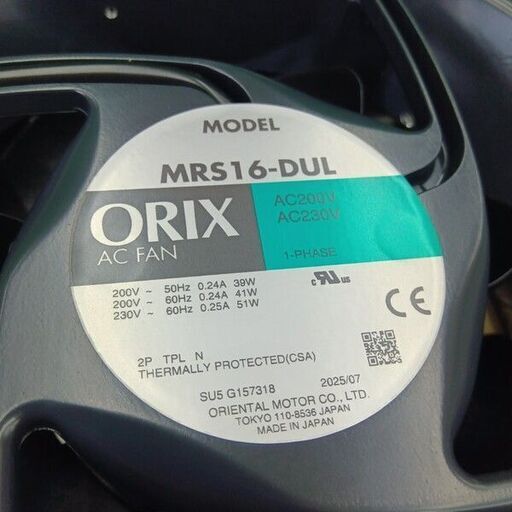 MODEL
MRS16-DUL
ORIX
AC FAN
AC200V
AC230V
1-PHASE
200V ~ 50Hz 0.24A 39W
200V ~ 60Hz 0.24A 41W
230V ~ 60Hz 0.25A 51W
c RU us
CE
2P TPL N
THERMALLY PROTECTED(CSA)
SU5 G157318 2025/07
ORIENTAL MOTOR CO., LTD.
TOKYO 110-8536 JAPAN
MADE IN JAPAN